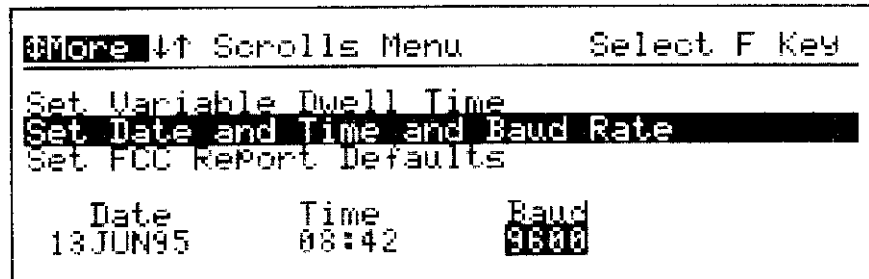 ↕More ↓↑ Scrolls Menu Select F Key
Set Variable Dwell Time
Set Date and Time and Baud Rate
Set FCC Report Defaults
Date Time Baud
13JUN95 08:42 9600